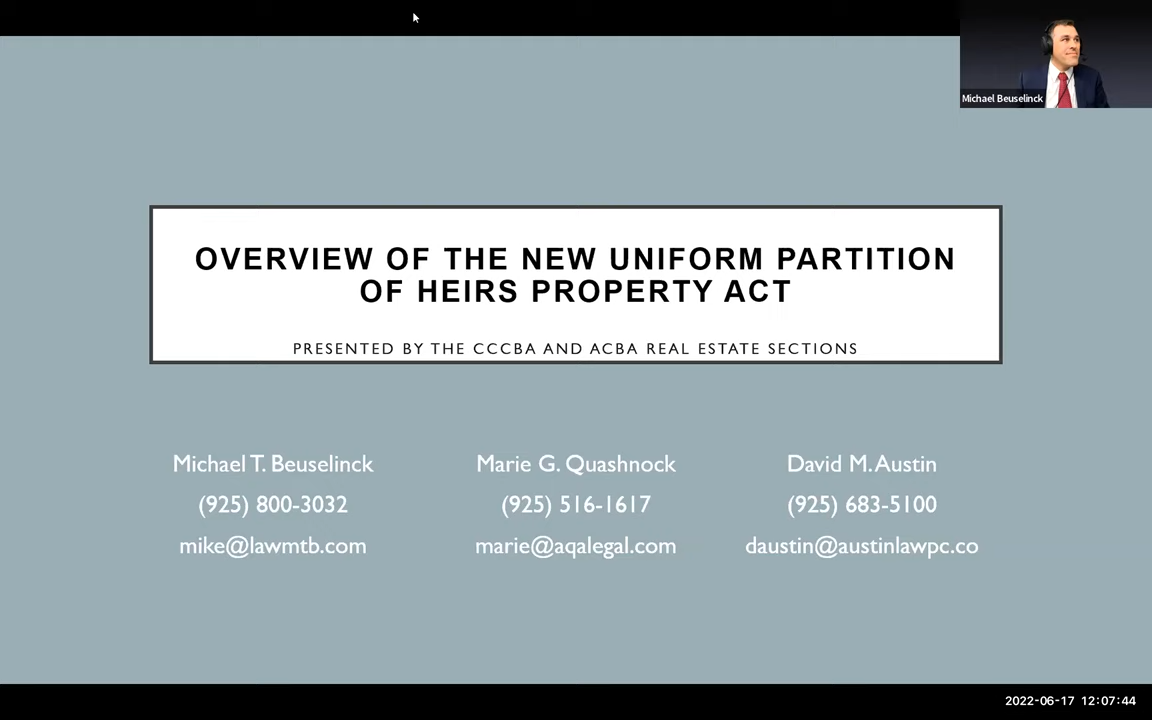 Michael Beuselinck
OVERVIEW OF THE NEW UNIFORM PARTITION
OF HEIRS PROPERTY ACT
PRESENTED BY THE CCCBA AND ACBA REAL ESTATE SECTIONS
Michael T. Beuselinck
(925) 800-3032
mike@lawmtb.com
Marie G. Quashnock
(925) 516-1617
marie@aqalegal.com
David M. Austin
(925) 683-5100
daustin@austinlawpc.co
2022-06-17 12:07:44